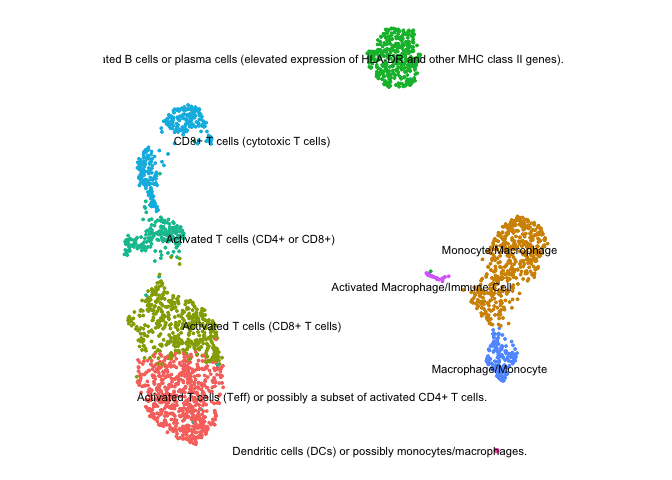 ated B cells or plasma cells (elevated expression of HLA-DR and other MHC class II genes).
CD8+ T cells (cytotoxic T cells)
Activated T cells (CD4+ or CD8+)
Monocyte/Macrophage
Activated Macrophage/Immune Cell
Activated T cells (CD8+ T cells)
Macrophage/Monocyte
Activated T cells (Teff) or possibly a subset of activated CD4+ T cells.
Dendritic cells (DCs) or possibly monocytes/macrophages.